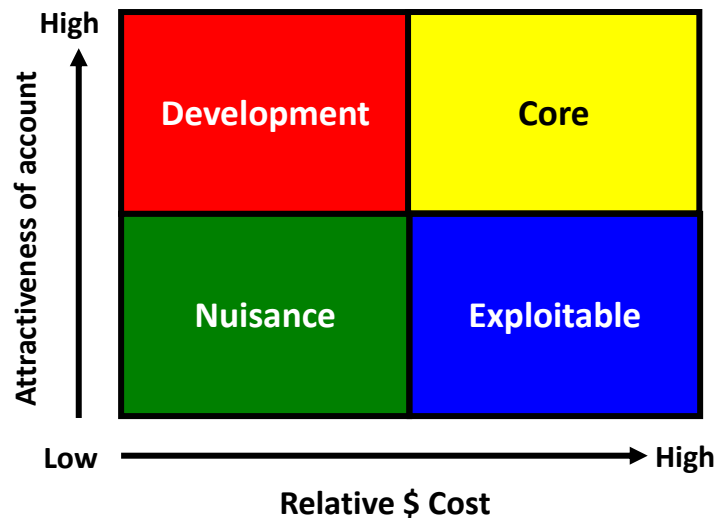 High
Attractiveness of account
Development
Core
Nuisance
Exploitable
Low
High
Relative $ Cost